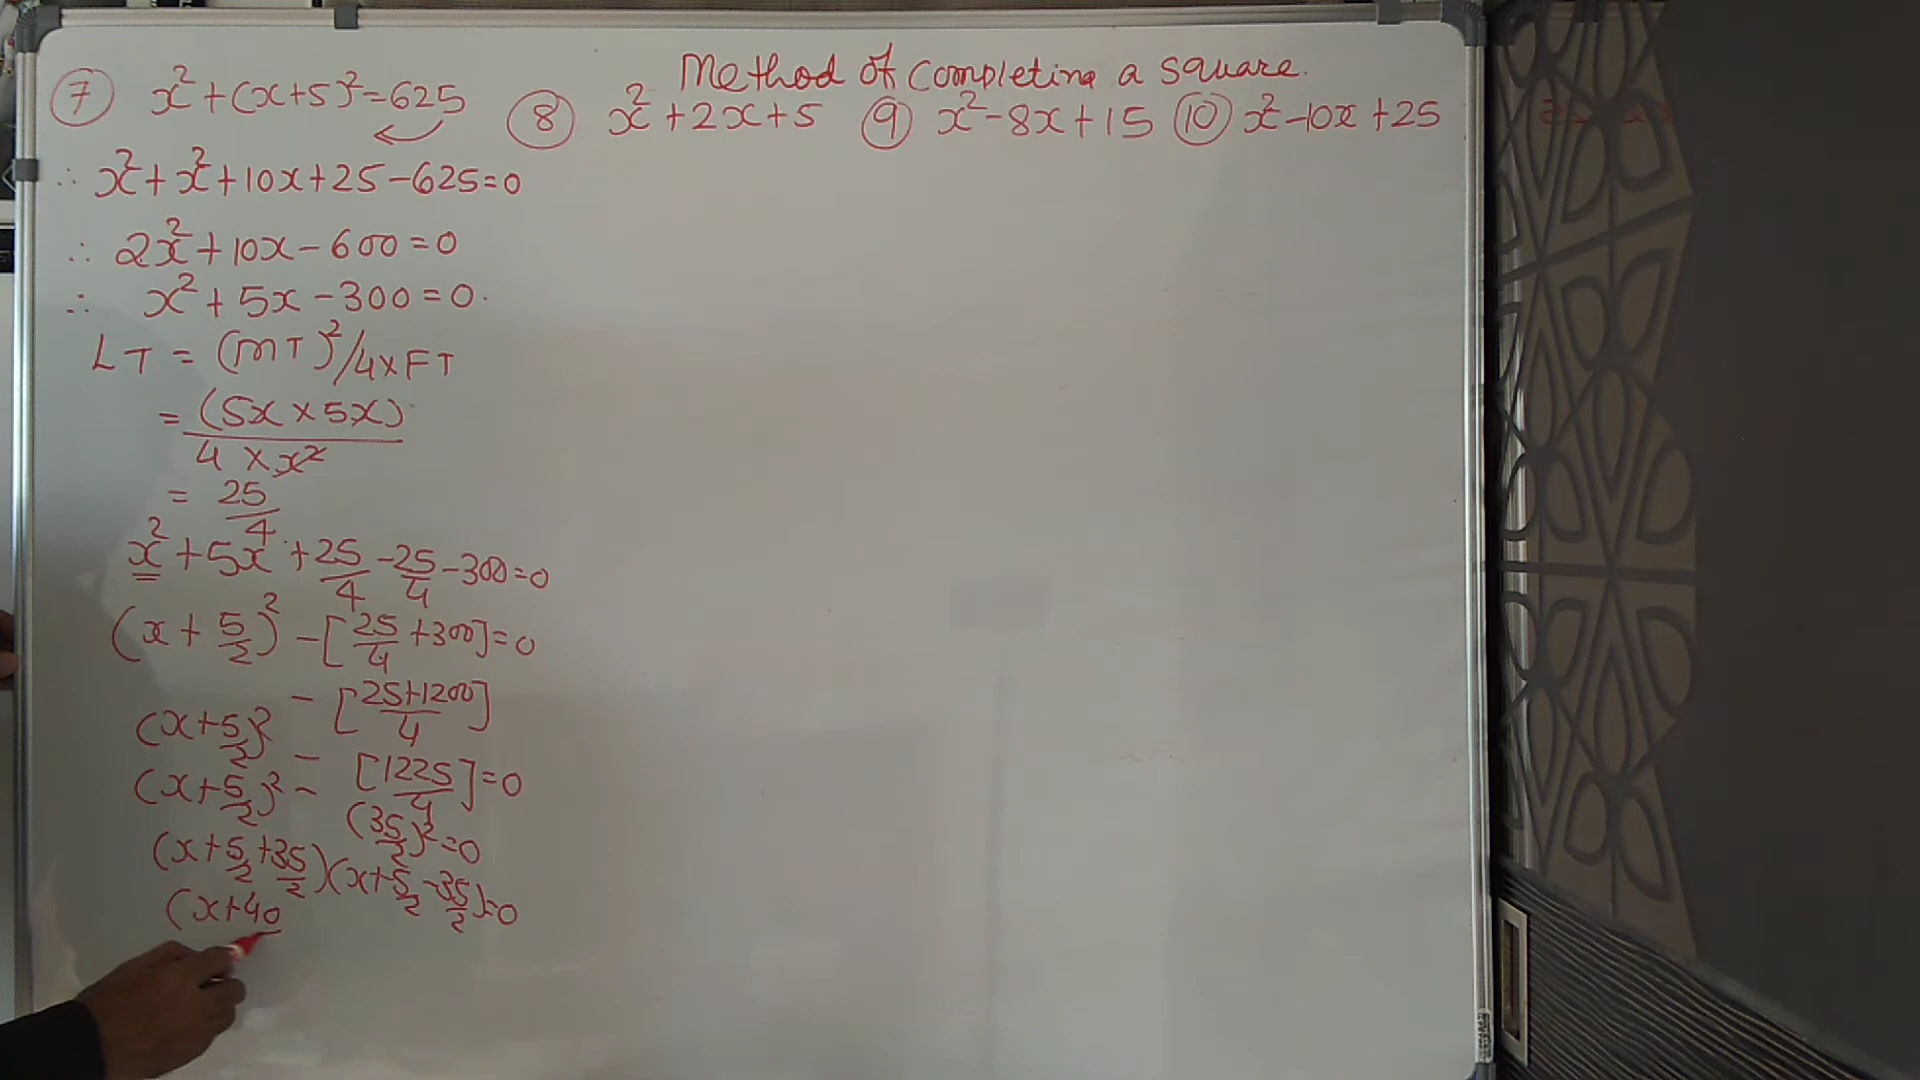 Method of completing a square.
⑦ x² + (x+5)² = 625
⑧ x² + 2x + 5 ⑨ x² - 8x + 15 ⑩ x² - 10x + 25
∴ x² + x² + 10x + 25 - 625 = 0
∴ 2x² + 10x - 600 = 0
∴ x² + 5x - 300 = 0.
LT = (MT)²/4×FT
= (5x × 5x) / 4 × x²
= 25/4
x² + 5x + 25/4 - 25/4 - 300 = 0
(x + 5/2)² - [25/4 + 300] = 0
(x + 5/2)² - [25+1200/4]
(x + 5/2)² - [1225/4] = 0
(35/2)² = 0
(x + 5/2 + 35/2)(x + 5/2 - 35/2) = 0
(x + 40